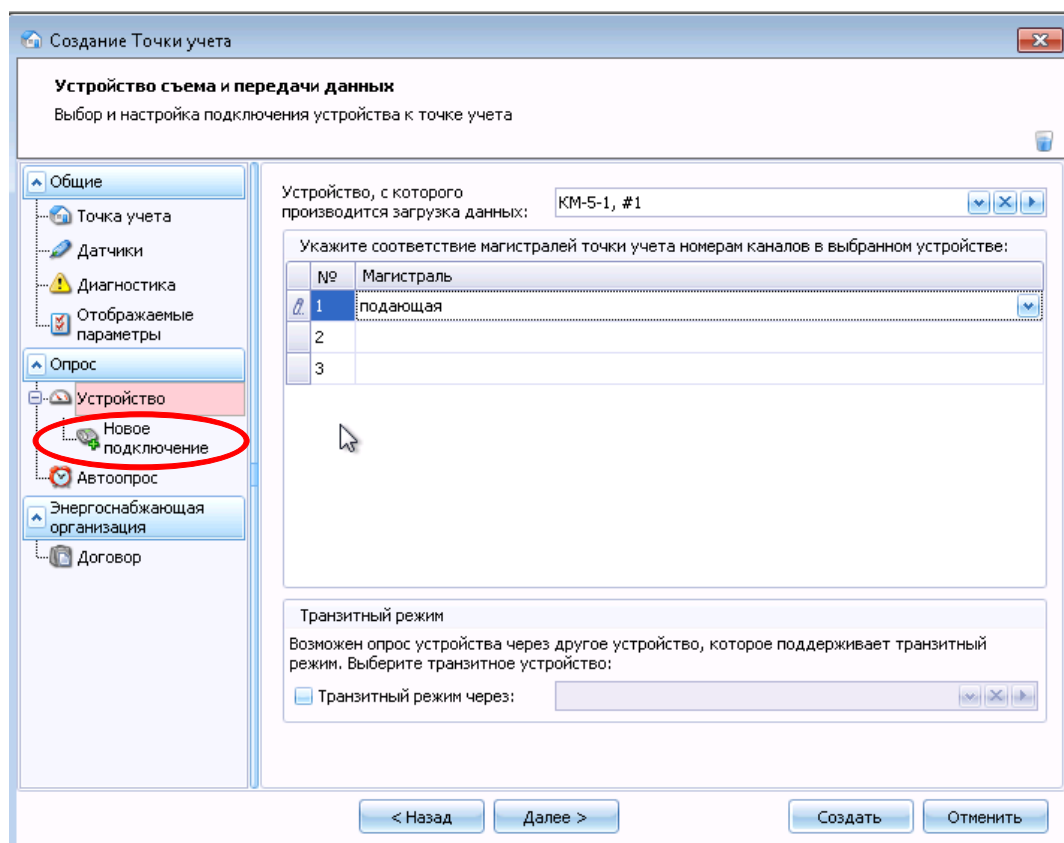 Создание Точки учета
Устройство съема и передачи данных
Выбор и настройка подключения устройства к точке учета
Общие
Точка учета
Датчики
Диагностика
Отображаемые
параметры
Опрос
Устройство
Новое
подключение
Автоопрос
Энергоснабжающая
организация
Договор
Устройство, с которого
производится загрузка данных:
КМ-5-1, #1
Укажите соответствие магистралей точки учета номерам каналов в выбранном устройстве:
№ Магистраль
1 подающая
2
3
Транзитный режим
Возможен опрос устройства через другое устройство, которое поддерживает транзитный
режим. Выберите транзитное устройство:
Транзитный режим через:
< Назад Далее > Создать Отменить